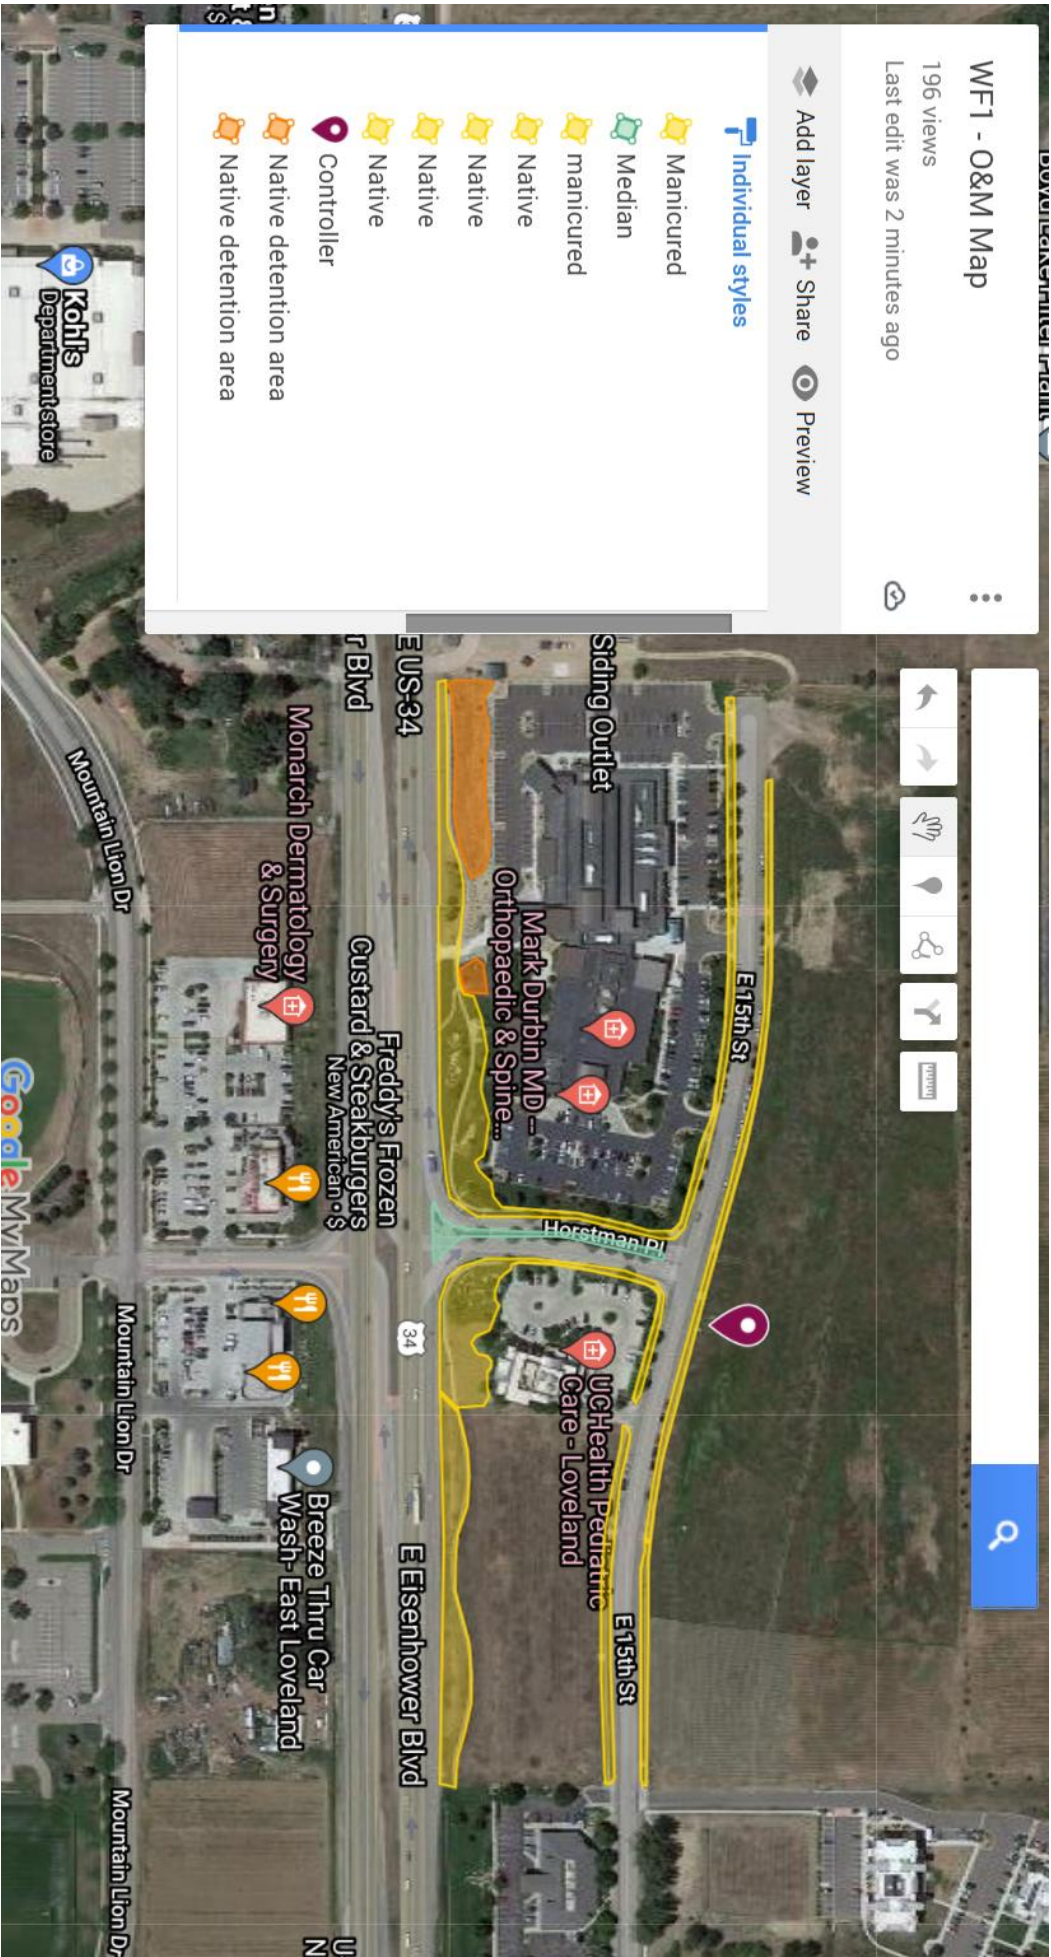 WF1 - O&M Map
196 views
Last edit was 2 minutes ago
Add layer
Share
Preview
Individual styles
Manicured
Median
manicured
Native
Native
Native
Native
Controller
Native detention area
Native detention area
Kohl's
Department store
Siding Outlet
E US-34
r Blvd
E 15th St
Mark Durbin MD –
Orthopaedic & Spine...
Horstman Pl
Monarch Dermatology
& Surgery
Freddy's Frozen
Custard & Steakburgers
New American • $
34
UCHealth Pediatric
Care - Loveland
E 15th St
Breeze Thru Car
Wash- East Loveland
E Eisenhower Blvd
Mountain Lion Dr
Mountain Lion Dr
Mountain Lion Dr
Google My Maps